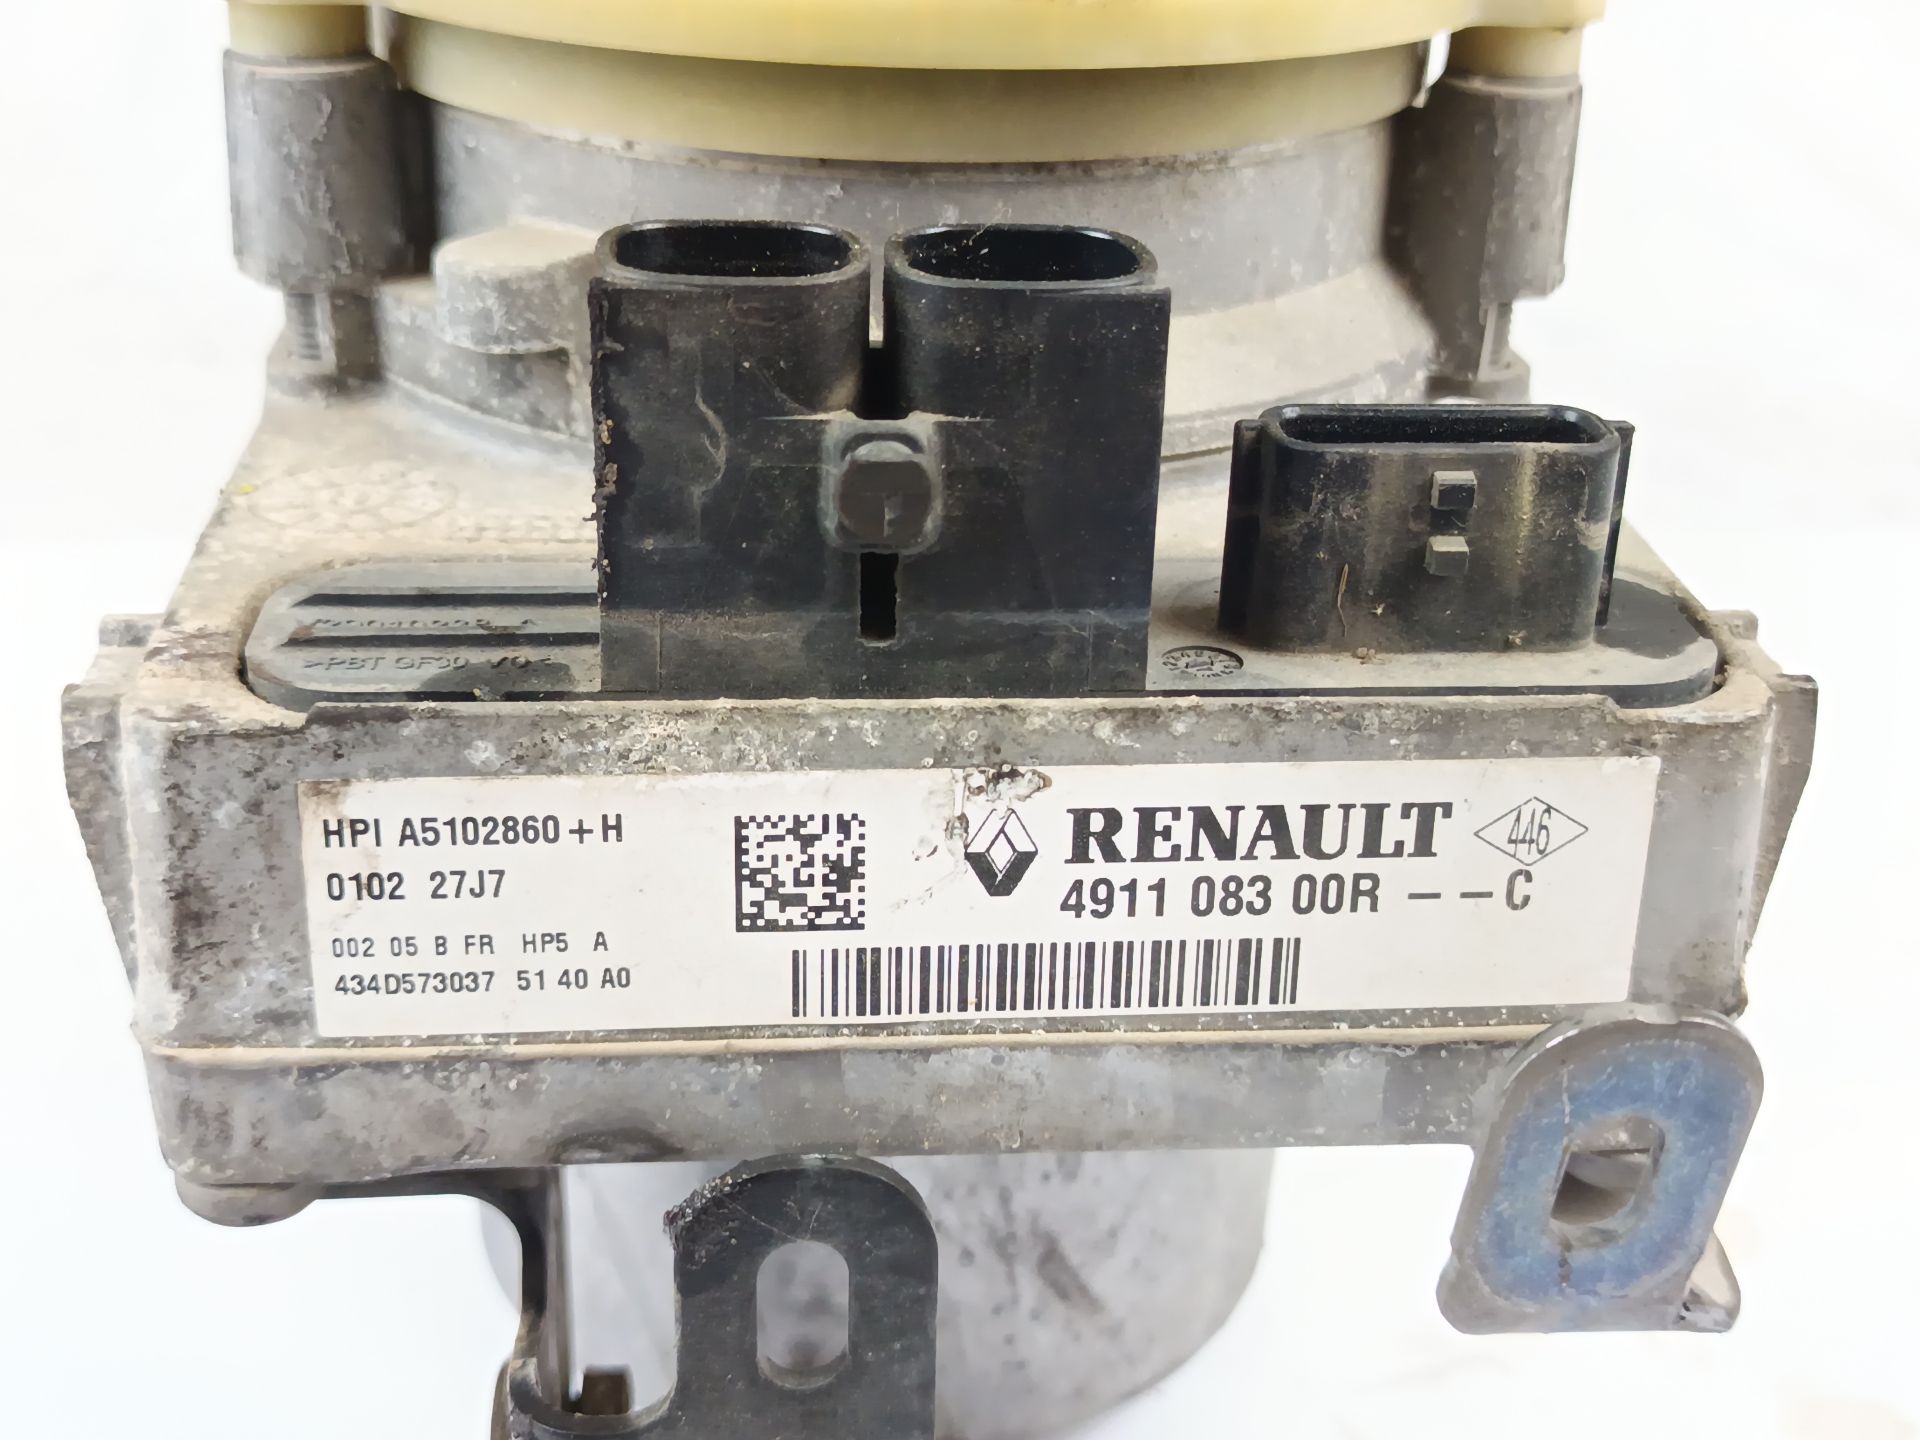 >PBT GF30 V0<
HPI A5102860+H
0102 27J7
002 05 B FR HP5 A
434D573037 51 40 A0
RENAULT
446
4911 083 00R - - C